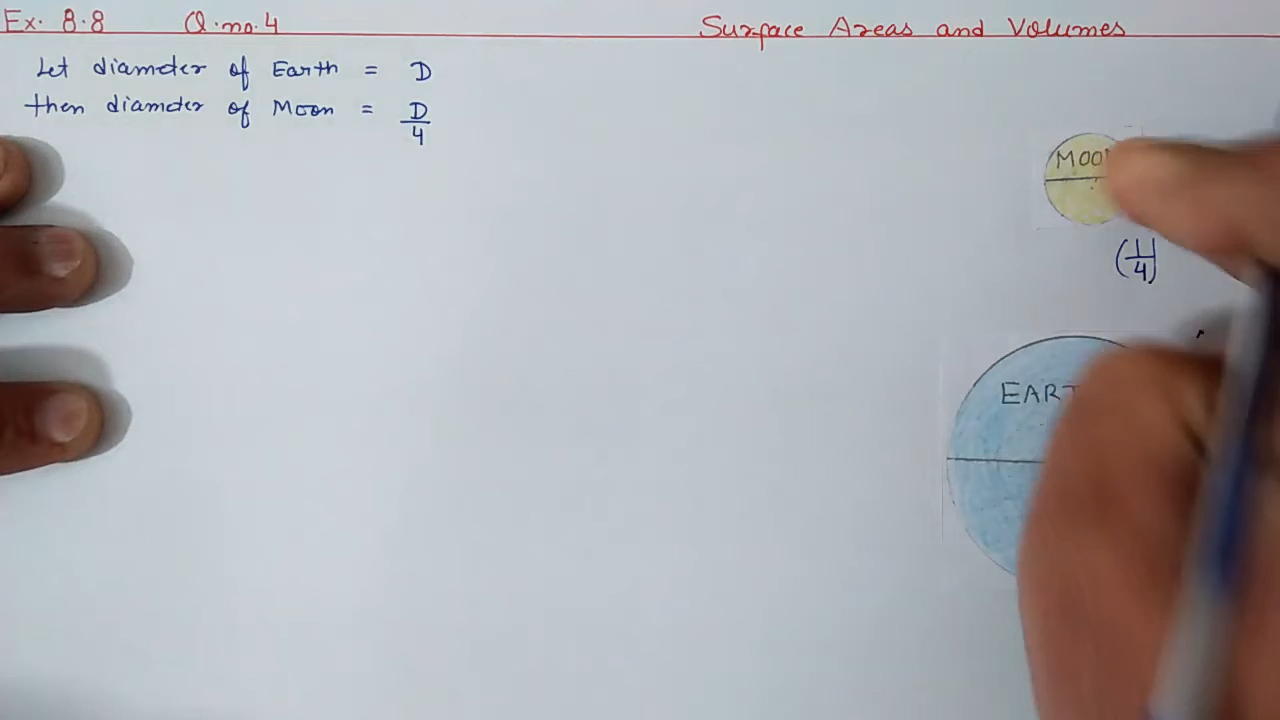 Ex. 8.8 Q.no.4 Surface Areas and Volumes
Let diameter of Earth = D
then diameter of Moon = D/4
(1/4)